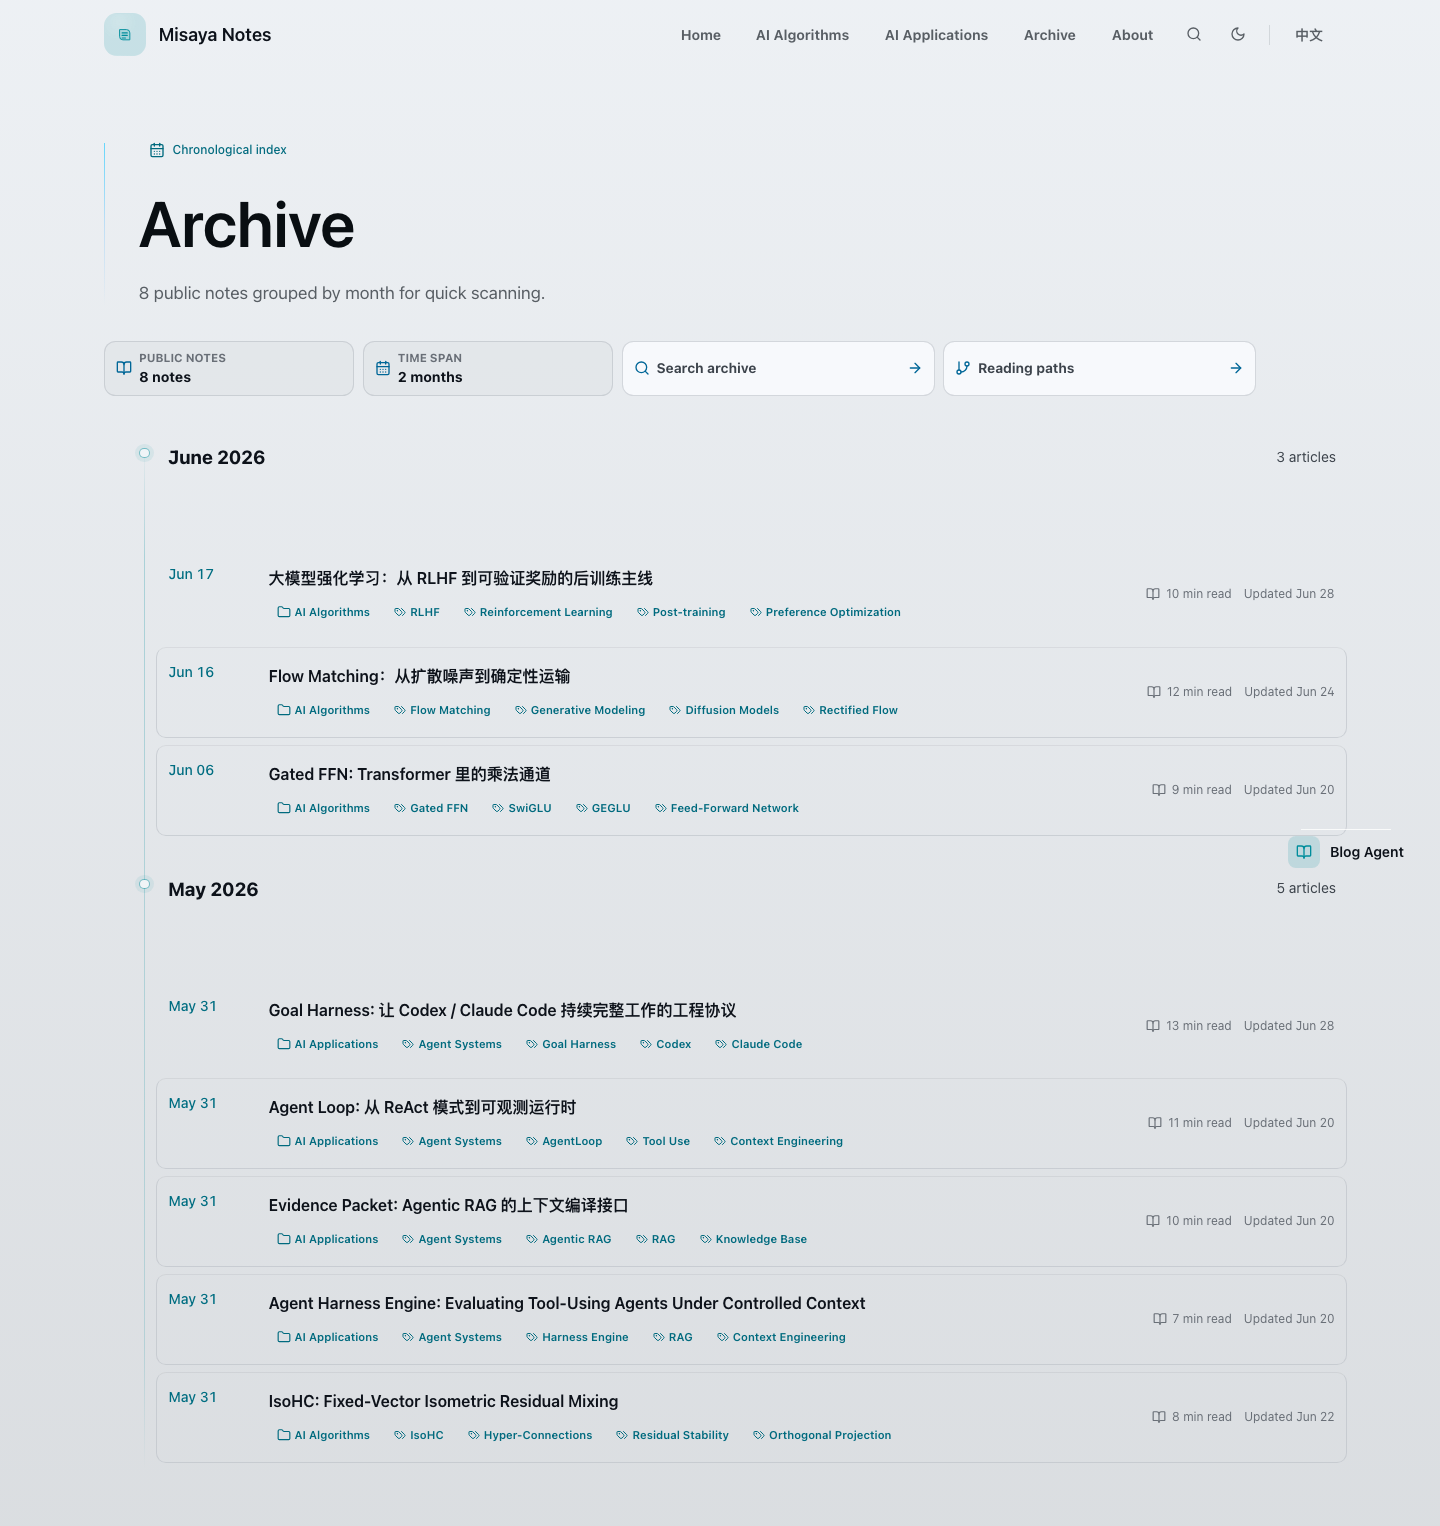 Misaya Notes
Home AI Algorithms AI Applications Archive About 中文
Chronological index
Archive
8 public notes grouped by month for quick scanning.
PUBLIC NOTES
8 notes
TIME SPAN
2 months
Search archive
Reading paths
June 2026 3 articles
Jun 17
大模型强化学习：从 RLHF 到可验证奖励的后训练主线
10 min read Updated Jun 28
AI Algorithms RLHF Reinforcement Learning Post-training Preference Optimization
Jun 16
Flow Matching：从扩散噪声到确定性运输
12 min read Updated Jun 24
AI Algorithms Flow Matching Generative Modeling Diffusion Models Rectified Flow
Jun 06
Gated FFN: Transformer 里的乘法通道
9 min read Updated Jun 20
AI Algorithms Gated FFN SwiGLU GEGLU Feed-Forward Network
Blog Agent
May 2026 5 articles
May 31
Goal Harness: 让 Codex / Claude Code 持续完整工作的工程协议
13 min read Updated Jun 28
AI Applications Agent Systems Goal Harness Codex Claude Code
May 31
Agent Loop: 从 ReAct 模式到可观测运行时
11 min read Updated Jun 20
AI Applications Agent Systems AgentLoop Tool Use Context Engineering
May 31
Evidence Packet: Agentic RAG 的上下文编译接口
10 min read Updated Jun 20
AI Applications Agent Systems Agentic RAG RAG Knowledge Base
May 31
Agent Harness Engine: Evaluating Tool-Using Agents Under Controlled Context
7 min read Updated Jun 20
AI Applications Agent Systems Harness Engine RAG Context Engineering
May 31
IsoHC: Fixed-Vector Isometric Residual Mixing
8 min read Updated Jun 22
AI Algorithms IsoHC Hyper-Connections Residual Stability Orthogonal Projection